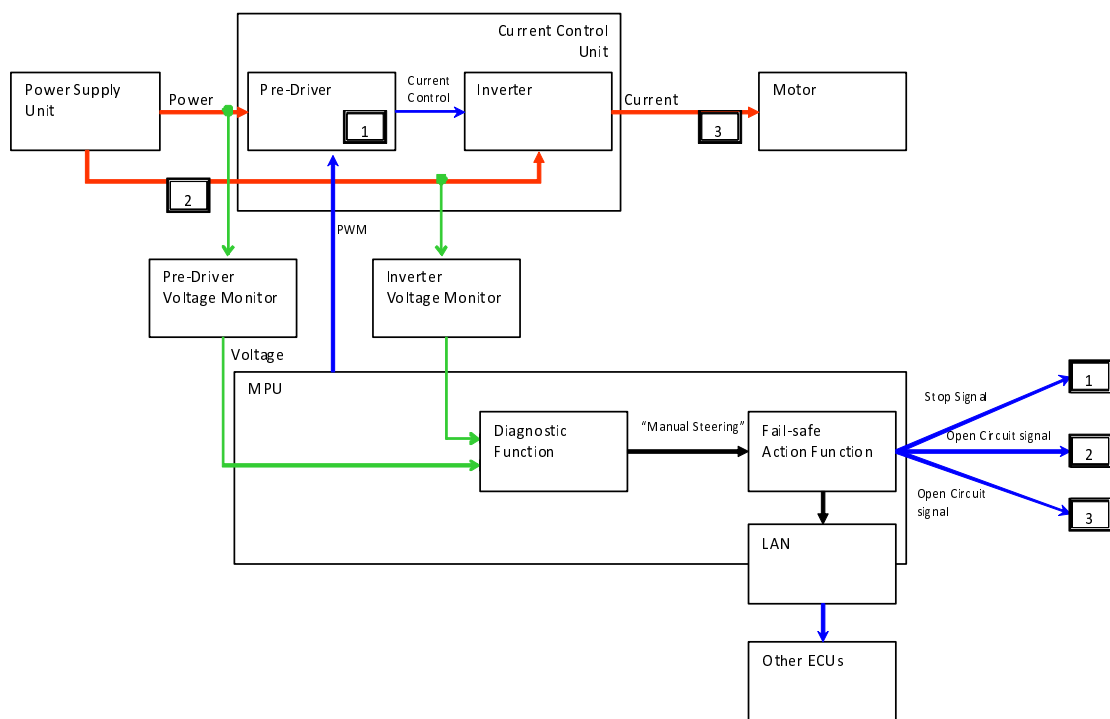 Current Control
Unit
Power Supply
Unit
Power
Pre-Driver
1
Current
Control
Inverter
Current
3
Motor
2
PWM
Pre-Driver
Voltage Monitor
Inverter
Voltage Monitor
Voltage
MPU
Diagnostic
Function
“Manual Steering”
Fail-safe
Action Function
Stop Signal
1
Open Circuit signal
2
Open Circuit
signal
3
LAN
Other ECUs